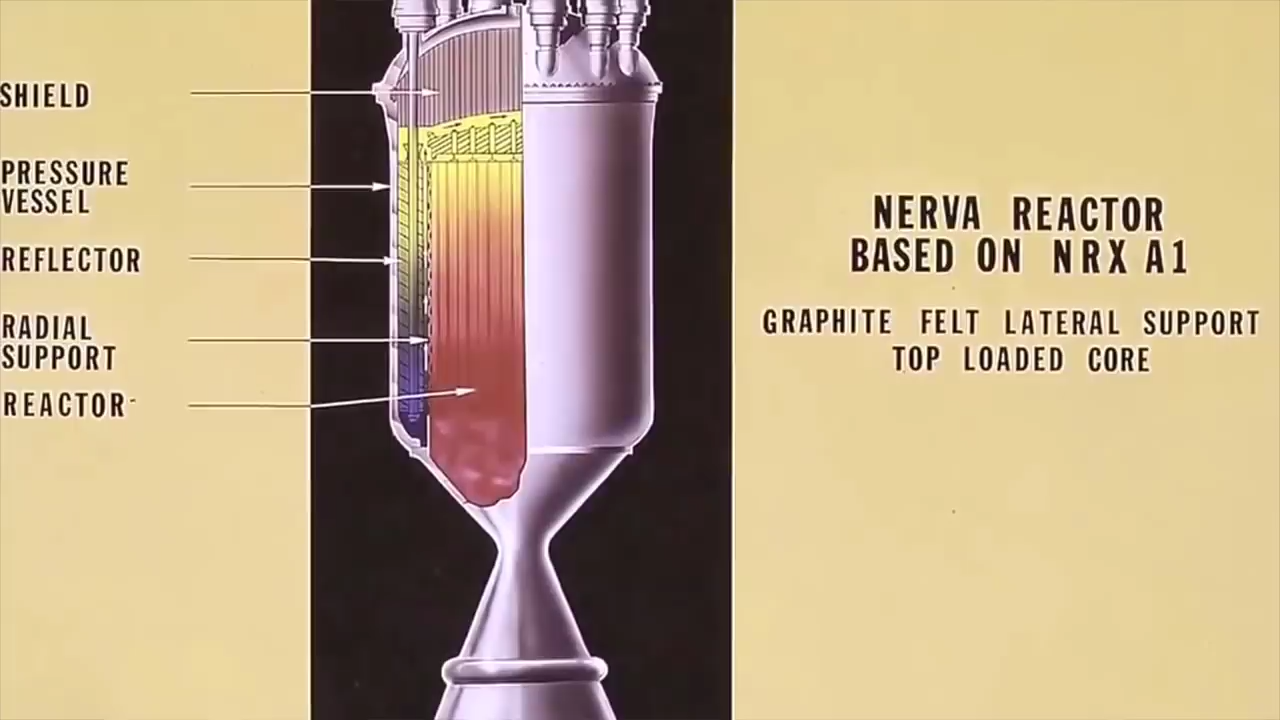 SHIELD
PRESSURE
VESSEL
REFLECTOR
RADIAL
SUPPORT
REACTOR
NERVA REACTOR
BASED ON NRX A1
GRAPHITE FELT LATERAL SUPPORT
TOP LOADED CORE